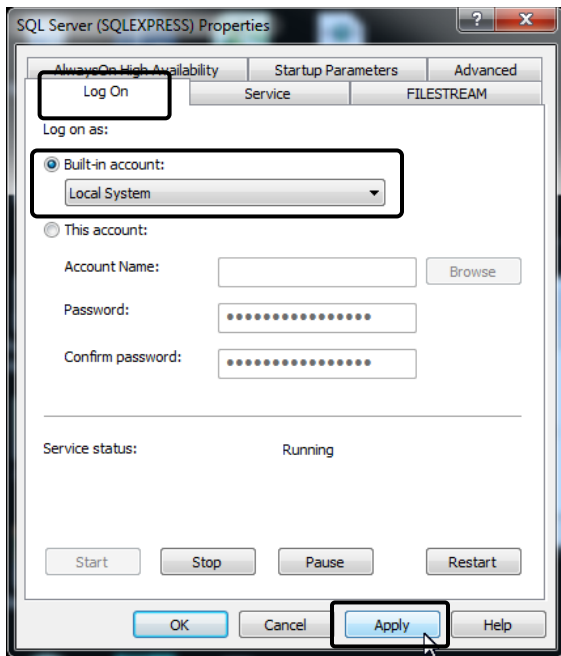 SQL Server (SQLEXPRESS) Properties
? X
AlwaysOn High Availability Startup Parameters Advanced
Log On Service FILESTREAM
Log on as:
Built-in account:
Local System
This account:
Account Name: Browse
Password: ●●●●●●●●●●●●●●●●
Confirm password: ●●●●●●●●●●●●●●●●
Service status: Running
Start Stop Pause Restart
OK Cancel Apply Help